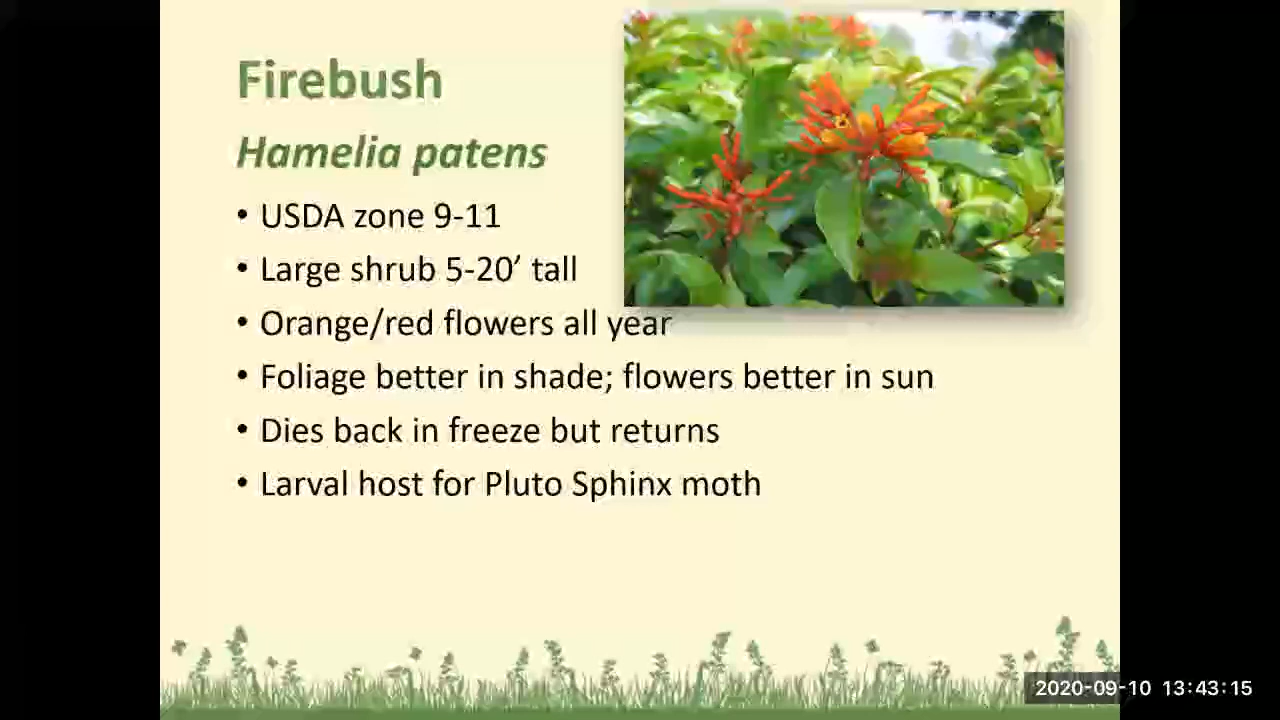 Firebush
Hamelia patens
• USDA zone 9-11
• Large shrub 5-20’ tall
• Orange/red flowers all year
• Foliage better in shade; flowers better in sun
• Dies back in freeze but returns
• Larval host for Pluto Sphinx moth
2020-09-10 13:43:15